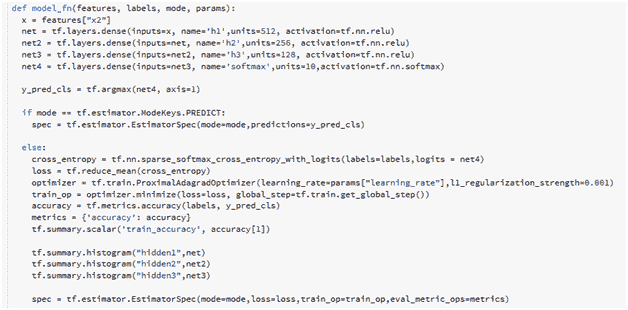 def model_fn(features, labels, mode, params):
x = features["x2"]
net = tf.layers.dense(inputs=x, name='h1',units=512, activation=tf.nn.relu)
net2 = tf.layers.dense(inputs=net, name='h2',units=256, activation=tf.nn.relu)
net3 = tf.layers.dense(inputs=net2, name='h3',units=128, activation=tf.nn.relu)
net4 = tf.layers.dense(inputs=net3, name='softmax',units=10,activation=tf.nn.softmax)
y_pred_cls = tf.argmax(net4, axis=1)
if mode == tf.estimator.ModeKeys.PREDICT:
spec = tf.estimator.EstimatorSpec(mode=mode,predictions=y_pred_cls)
else:
cross_entropy = tf.nn.sparse_softmax_cross_entropy_with_logits(labels=labels,logits = net4)
loss = tf.reduce_mean(cross_entropy)
optimizer = tf.train.ProximalAdagradOptimizer(learning_rate=params["learning_rate"],l1_regularization_strength=0.001)
train_op = optimizer.minimize(loss=loss, global_step=tf.train.get_global_step())
accuracy = tf.metrics.accuracy(labels, y_pred_cls)
metrics = {'accuracy': accuracy}
tf.summary.scalar('train_accuracy', accuracy[1])
tf.summary.histogram("hidden1",net)
tf.summary.histogram("hidden2",net2)
tf.summary.histogram("hidden3",net3)
spec = tf.estimator.EstimatorSpec(mode=mode,loss=loss,train_op=train_op,eval_metric_ops=metrics)